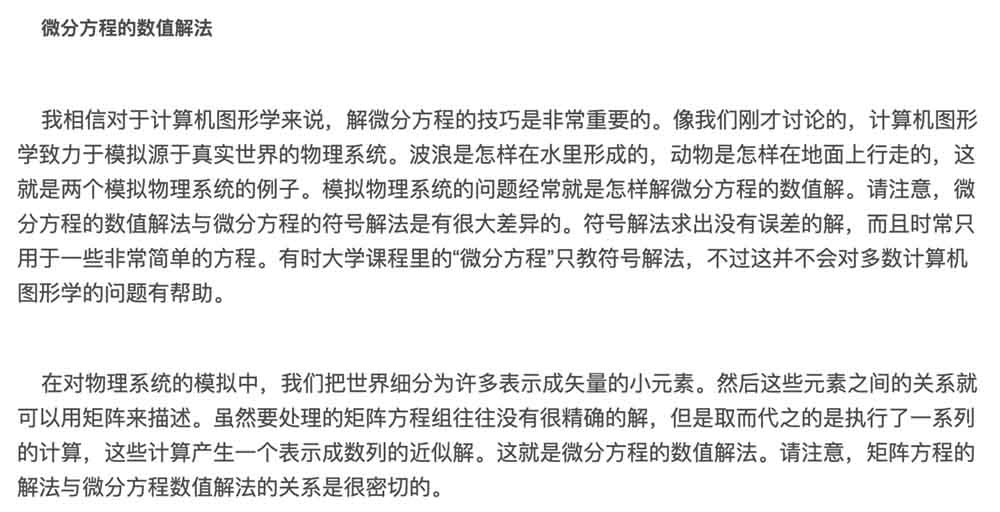 微分方程的数值解法
我相信对于计算机图形学来说，解微分方程的技巧是非常重要的。像我们刚才讨论的，计算机图形
学致力于模拟源于真实世界的物理系统。波浪是怎样在水里形成的，动物是怎样在地面上行走的，这
就是两个模拟物理系统的例子。模拟物理系统的问题经常就是怎样解微分方程的数值解。请注意，微
分方程的数值解法与微分方程的符号解法是有很大差异的。符号解法求出没有误差的解，而且时常只
用于一些非常简单的方程。有时大学课程里的“微分方程”只教符号解法，不过这并不会对多数计算机
图形学的问题有帮助。
在对物理系统的模拟中，我们把世界细分为许多表示成矢量的小元素。然后这些元素之间的关系就
可以用矩阵来描述。虽然要处理的矩阵方程组往往没有很精确的解，但是取而代之的是执行了一系列
的计算，这些计算产生一个表示成数列的近似解。这就是微分方程的数值解法。请注意，矩阵方程的
解法与微分方程数值解法的关系是很密切的。